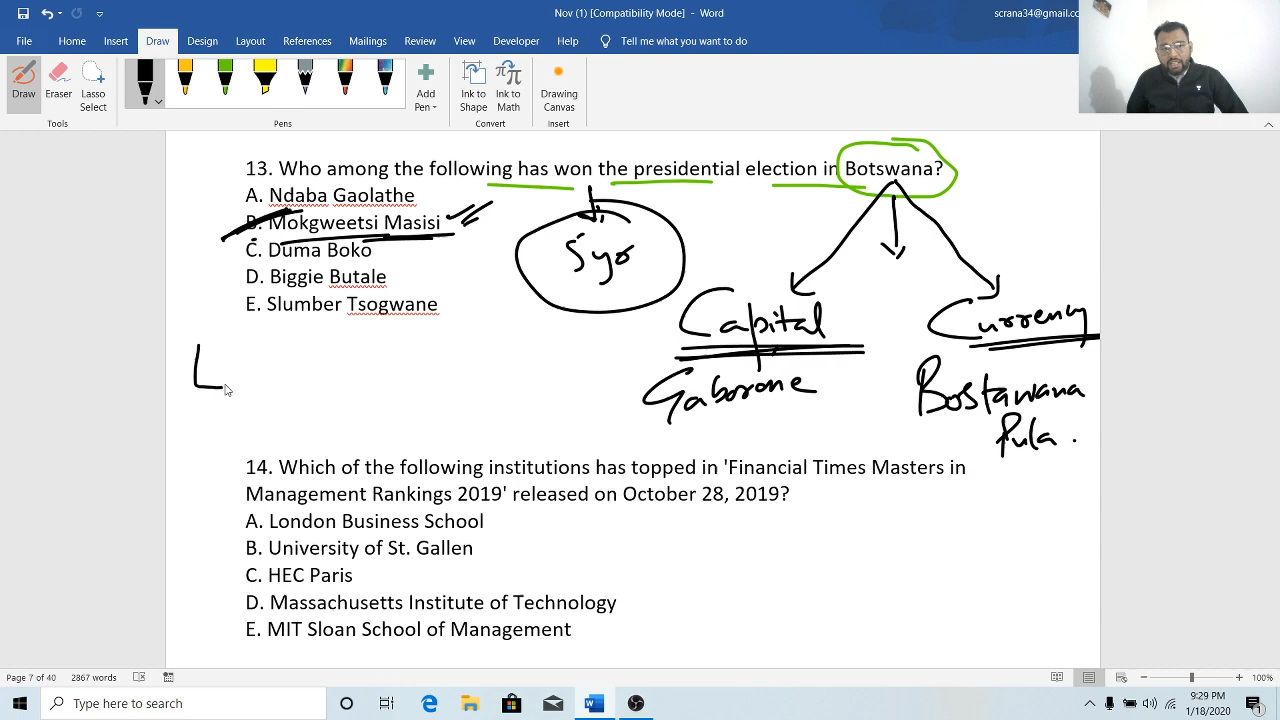 Nov (1) [Compatibility Mode] - Word
scrana34@gmail.co
File Home Insert Draw Design Layout References Mailings Review View Developer Help Tell me what you want to do
Draw Eraser Lasso Select Add Pen Ink to Shape Ink to Math Drawing Canvas
Tools Pens Convert Insert
13. Who among the following has won the presidential election in Botswana?
A. Ndaba Gaolathe
B. Mokgweetsi Masisi
C. Duma Boko
D. Biggie Butale
E. Slumber Tsogwane
5 yr
Capital
Gaborone
Currency
Bostawana
Pula.
L
14. Which of the following institutions has topped in 'Financial Times Masters in
Management Rankings 2019' released on October 28, 2019?
A. London Business School
B. University of St. Gallen
C. HEC Paris
D. Massachusetts Institute of Technology
E. MIT Sloan School of Management
Page 7 of 40 2867 words 100%
Type here to search
9:29 PM
1/18/2020